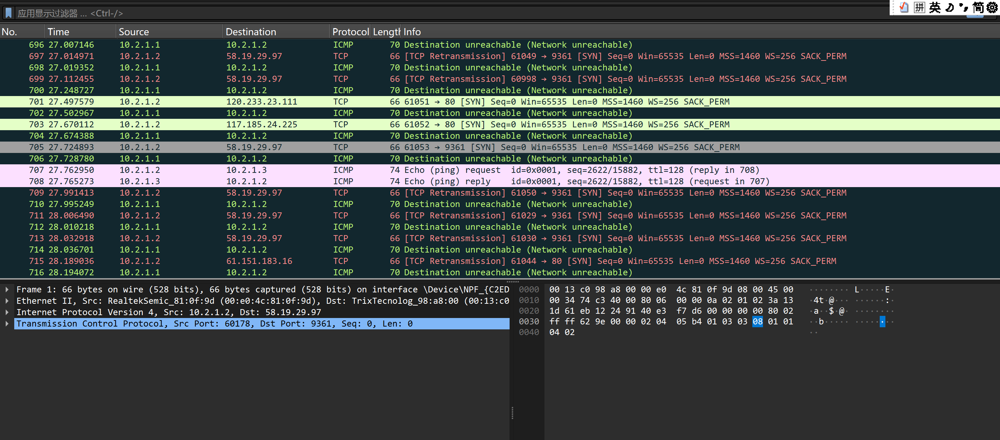 应用显示过滤器 … <Ctrl-/>
拼 英 简
No. Time Source Destination Protocol Length Info
696 27.007146 10.2.1.1 10.2.1.2 ICMP 70 Destination unreachable (Network unreachable)
697 27.014971 10.2.1.2 58.19.29.97 TCP 66 [TCP Retransmission] 61049 → 9361 [SYN] Seq=0 Win=65535 Len=0 MSS=1460 WS=256 SACK_PERM
698 27.019352 10.2.1.1 10.2.1.2 ICMP 70 Destination unreachable (Network unreachable)
699 27.112455 10.2.1.2 58.19.29.97 TCP 66 [TCP Retransmission] 60998 → 9361 [SYN] Seq=0 Win=65535 Len=0 MSS=1460 WS=256 SACK_PERM
700 27.248727 10.2.1.1 10.2.1.2 ICMP 70 Destination unreachable (Network unreachable)
701 27.497579 10.2.1.2 120.233.23.111 TCP 66 61051 → 80 [SYN] Seq=0 Win=65535 Len=0 MSS=1460 WS=256 SACK_PERM
702 27.502967 10.2.1.1 10.2.1.2 ICMP 70 Destination unreachable (Network unreachable)
703 27.670112 10.2.1.2 117.185.24.225 TCP 66 61052 → 80 [SYN] Seq=0 Win=65535 Len=0 MSS=1460 WS=256 SACK_PERM
704 27.674388 10.2.1.1 10.2.1.2 ICMP 70 Destination unreachable (Network unreachable)
705 27.724893 10.2.1.2 58.19.29.97 TCP 66 61053 → 9361 [SYN] Seq=0 Win=65535 Len=0 MSS=1460 WS=256 SACK_PERM
706 27.728780 10.2.1.1 10.2.1.2 ICMP 70 Destination unreachable (Network unreachable)
707 27.762950 10.2.1.2 10.2.1.3 ICMP 74 Echo (ping) request id=0x0001, seq=2622/15882, ttl=128 (reply in 708)
708 27.765273 10.2.1.3 10.2.1.2 ICMP 74 Echo (ping) reply id=0x0001, seq=2622/15882, ttl=128 (request in 707)
709 27.991413 10.2.1.2 58.19.29.97 TCP 66 [TCP Retransmission] 61050 → 9361 [SYN] Seq=0 Win=65535 Len=0 MSS=1460 WS=256 SACK_PERM
710 27.995249 10.2.1.1 10.2.1.2 ICMP 70 Destination unreachable (Network unreachable)
711 28.006490 10.2.1.2 58.19.29.97 TCP 66 [TCP Retransmission] 61029 → 9361 [SYN] Seq=0 Win=65535 Len=0 MSS=1460 WS=256 SACK_PERM
712 28.010218 10.2.1.1 10.2.1.2 ICMP 70 Destination unreachable (Network unreachable)
713 28.032918 10.2.1.2 58.19.29.97 TCP 66 [TCP Retransmission] 61030 → 9361 [SYN] Seq=0 Win=65535 Len=0 MSS=1460 WS=256 SACK_PERM
714 28.036701 10.2.1.1 10.2.1.2 ICMP 70 Destination unreachable (Network unreachable)
715 28.189036 10.2.1.2 61.151.183.16 TCP 66 [TCP Retransmission] 61044 → 80 [SYN] Seq=0 Win=65535 Len=0 MSS=1460 WS=256 SACK_PERM
716 28.194072 10.2.1.1 10.2.1.2 ICMP 70 Destination unreachable (Network unreachable)
Frame 1: 66 bytes on wire (528 bits), 66 bytes captured (528 bits) on interface \Device\NPF_{C2ED
Ethernet II, Src: RealtekSemic_81:0f:9d (00:e0:4c:81:0f:9d), Dst: TrixTecnolog_98:a8:00 (00:13:c0
Internet Protocol Version 4, Src: 10.2.1.2, Dst: 58.19.29.97
Transmission Control Protocol, Src Port: 60178, Dst Port: 9361, Seq: 0, Len: 0
0000 00 13 c0 98 a8 00 00 e0 4c 81 0f 9d 08 00 45 00 ········ L·····E·
0010 00 34 74 c3 40 00 80 06 00 00 0a 02 01 02 3a 13 ·4t·@··· ······:·
0020 1d 61 eb 12 24 91 40 e3 f7 d6 00 00 00 00 80 02 ·a··$·@· ········
0030 ff ff 62 9e 00 00 02 04 05 b4 01 03 03 08 01 01 ··b····· ········
0040 04 02 ··